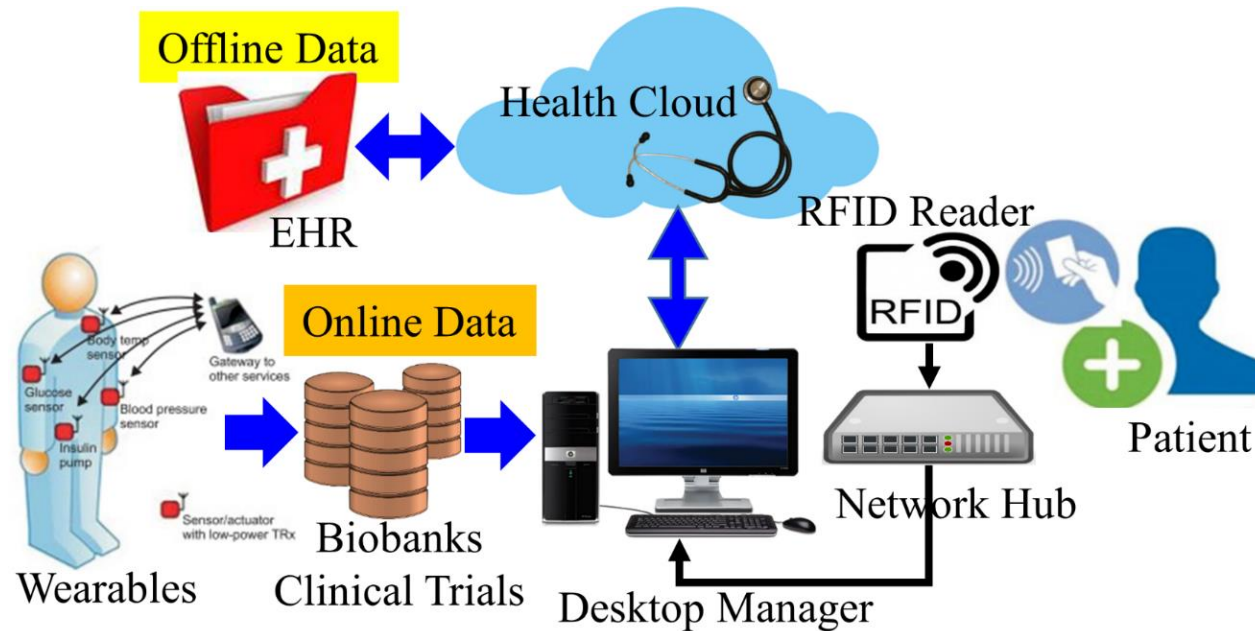 Offline Data
Health Cloud
EHR
RFID Reader
RFID
Online Data
Body temp
sensor
Gateway to
other services
Glucose
sensor
Blood pressure
sensor
Insulin
pump
Sensor/actuator
with low-power TRx
Wearables
Biobanks
Clinical Trials
Desktop Manager
Network Hub
Patient